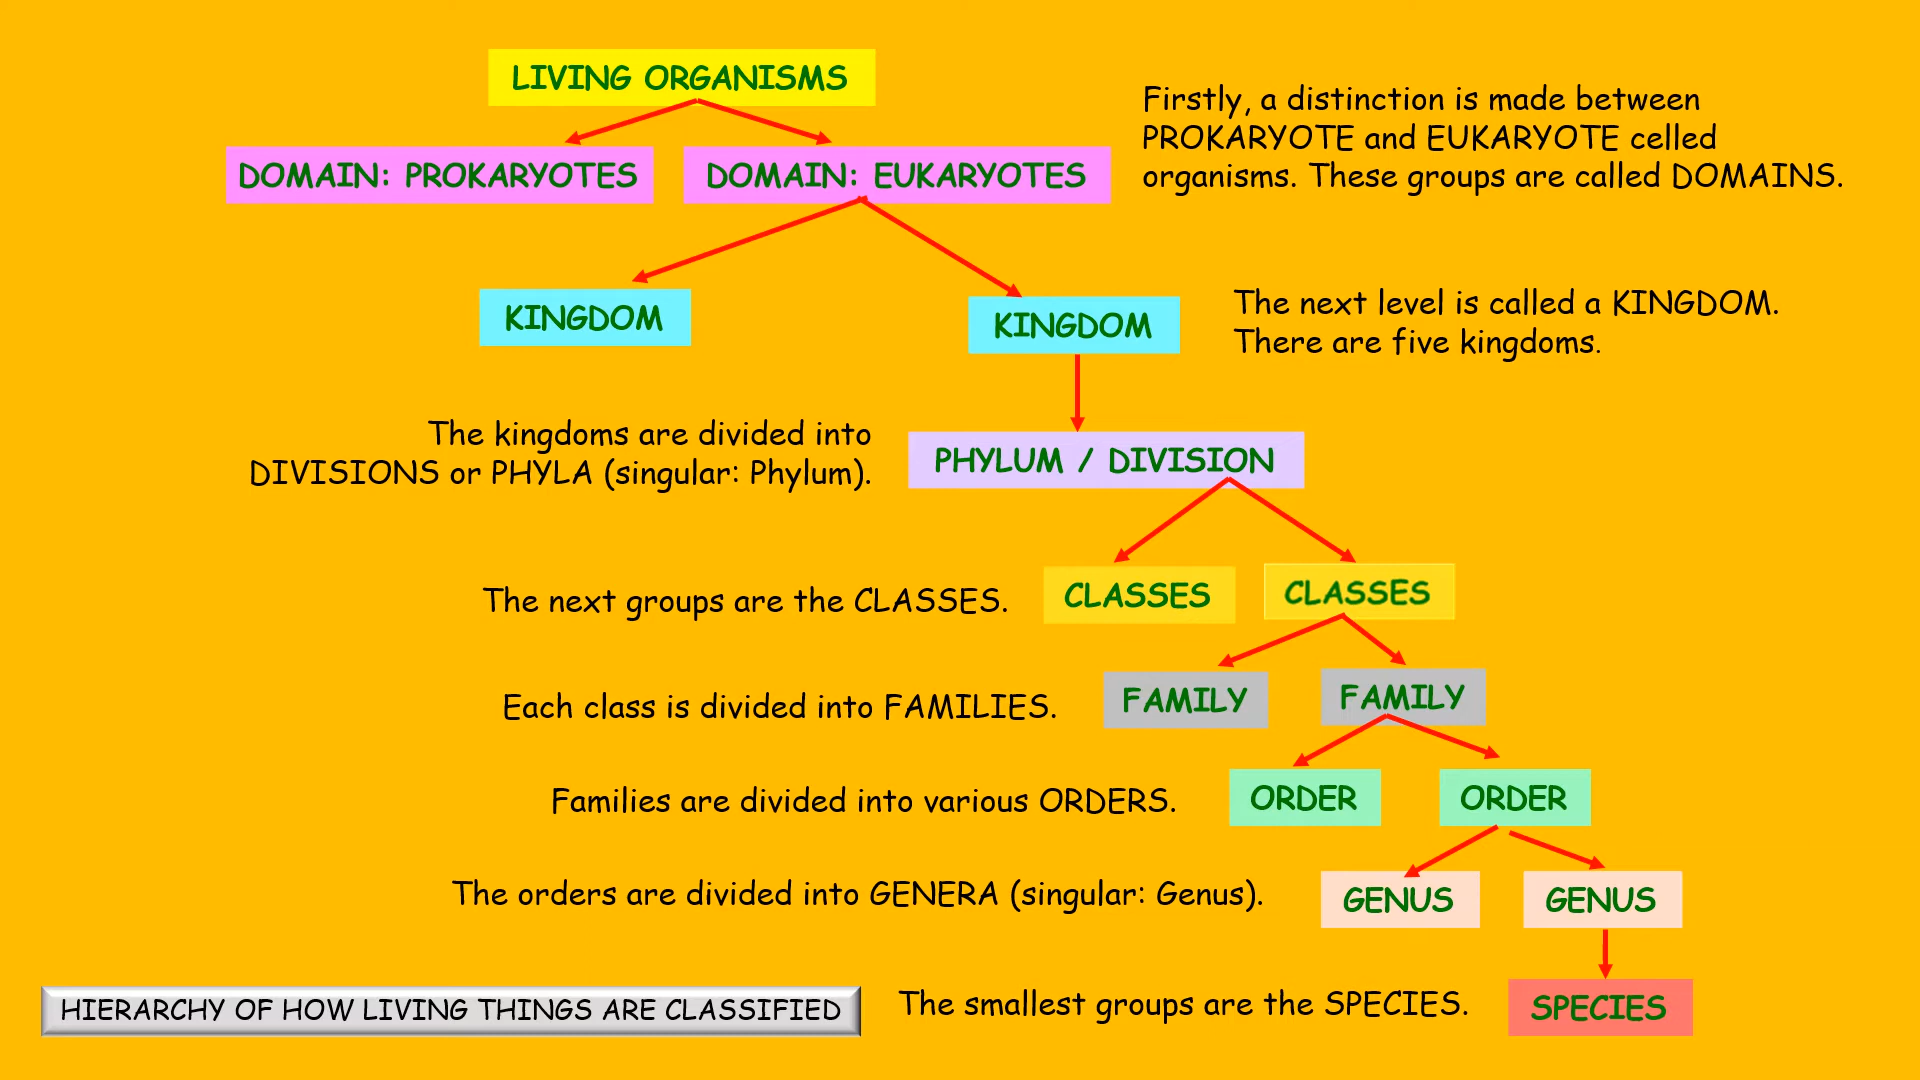 LIVING ORGANISMS
DOMAIN: PROKARYOTES
DOMAIN: EUKARYOTES
Firstly, a distinction is made between
PROKARYOTE and EUKARYOTE celled
organisms. These groups are called DOMAINS.
KINGDOM
KINGDOM
The next level is called a KINGDOM.
There are five kingdoms.
The kingdoms are divided into
DIVISIONS or PHYLA (singular: Phylum).
PHYLUM / DIVISION
The next groups are the CLASSES.
CLASSES
CLASSES
Each class is divided into FAMILIES.
FAMILY
FAMILY
Families are divided into various ORDERS.
ORDER
ORDER
The orders are divided into GENERA (singular: Genus).
GENUS
GENUS
HIERARCHY OF HOW LIVING THINGS ARE CLASSIFIED
The smallest groups are the SPECIES.
SPECIES